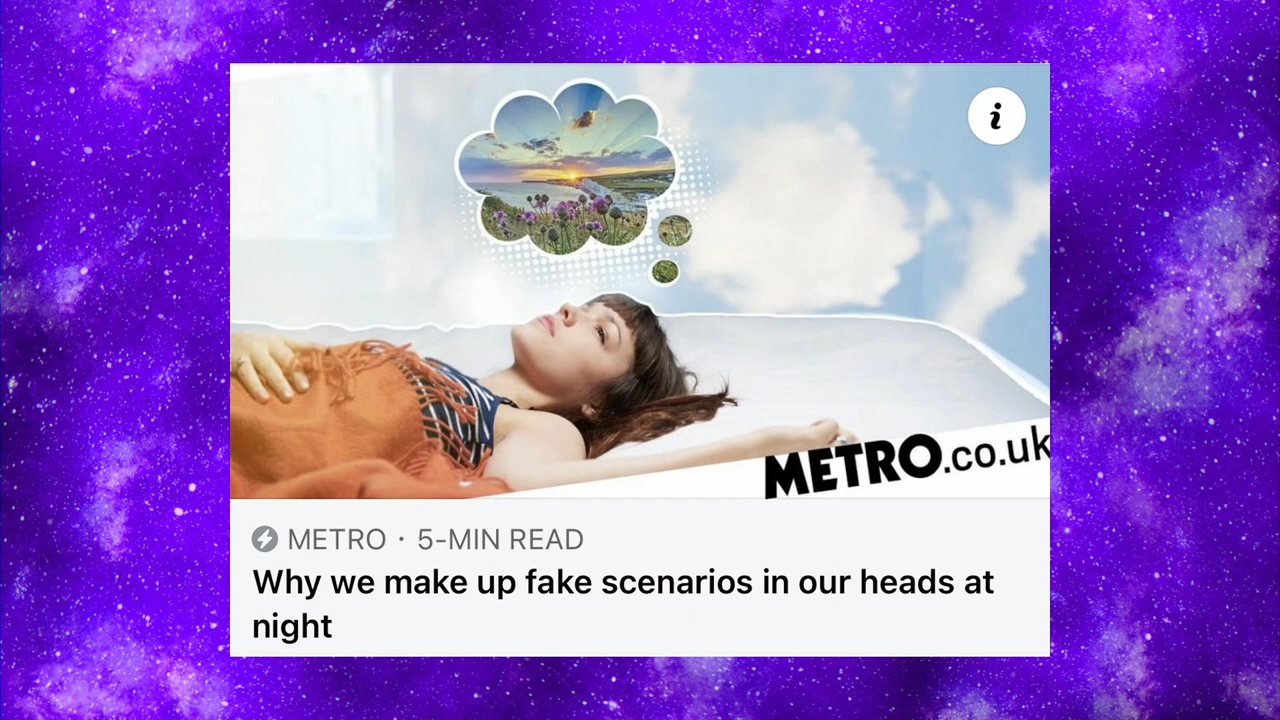 i
METRO.co.uk
METRO · 5-MIN READ
Why we make up fake scenarios in our heads at
night